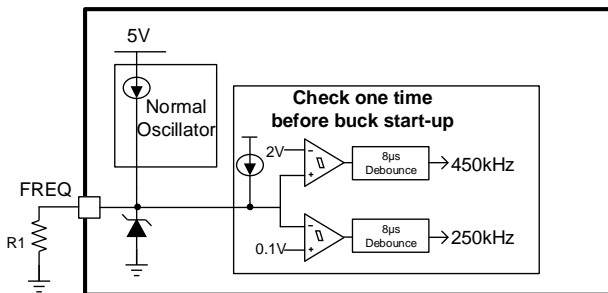 5V
Normal
Oscillator
Check one time
before buck start-up
2V
8μs
Debounce
450kHz
FREQ
R1
8μs
Debounce
250kHz
0.1V